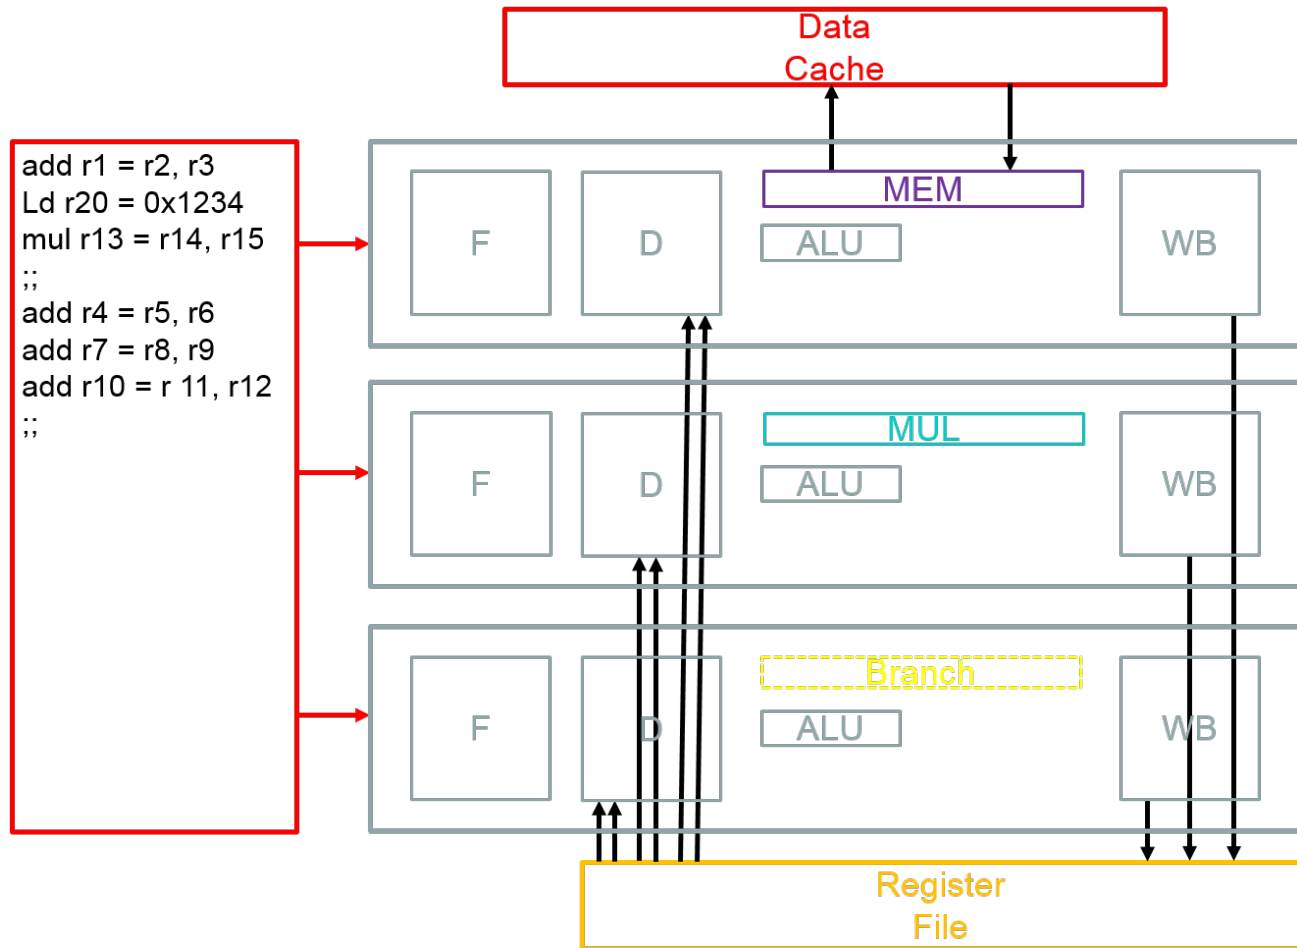 Data
Cache
add r1 = r2, r3
Ld r20 = 0x1234
mul r13 = r14, r15
;;
add r4 = r5, r6
add r7 = r8, r9
add r10 = r 11, r12
;;
F
D
MEM
ALU
WB
F
D
MUL
ALU
WB
F
D
Branch
ALU
WB
Register
File